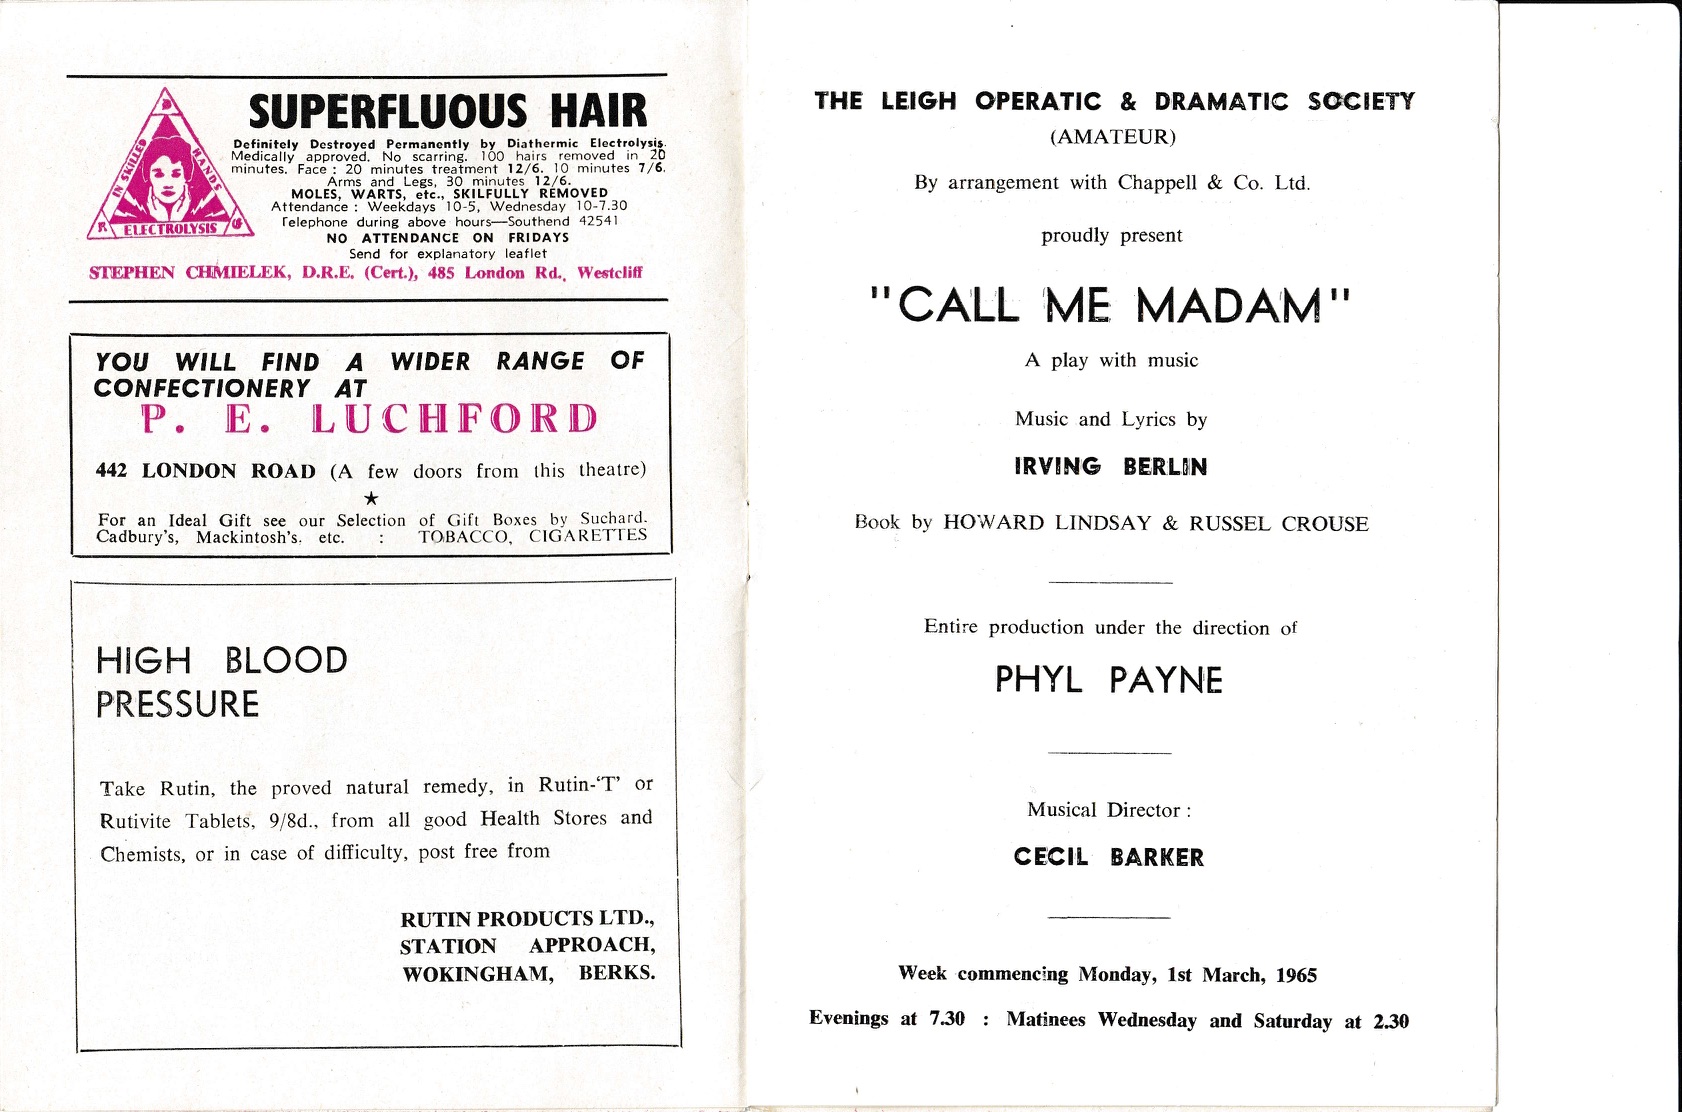 IN SKILLED
HANDS
ELECTROLYSIS
SUPERFLUOUS HAIR
Definitely Destroyed Permanently by Diathermic Electrolysis.
Medically approved. No scarring. 100 hairs removed in 20
minutes. Face : 20 minutes treatment 12/6. 10 minutes 7/6.
Arms and Legs, 30 minutes 12/6.
MOLES, WARTS, etc., SKILFULLY REMOVED
Attendance : Weekdays 10-5, Wednesday 10-7.30
Telephone during above hours—Southend 42541
NO ATTENDANCE ON FRIDAYS
Send for explanatory leaflet
STEPHEN CHMIELEK, D.R.E. (Cert.), 485 London Rd., Westcliff
YOU WILL FIND A WIDER RANGE OF
CONFECTIONERY AT
P. E. LUCHFORD
442 LONDON ROAD (A few doors from this theatre)
★
For an Ideal Gift see our Selection of Gift Boxes by Suchard.
Cadbury's, Mackintosh's. etc. : TOBACCO, CIGARETTES
HIGH BLOOD
PRESSURE
Take Rutin, the proved natural remedy, in Rutin-‘T’ or
Rutivite Tablets, 9/8d., from all good Health Stores and
Chemists, or in case of difficulty, post free from
RUTIN PRODUCTS LTD.,
STATION APPROACH,
WOKINGHAM, BERKS.
THE LEIGH OPERATIC & DRAMATIC SOCIETY
(AMATEUR)
By arrangement with Chappell & Co. Ltd.
proudly present
"CALL ME MADAM"
A play with music
Music and Lyrics by
IRVING BERLIN
Book by HOWARD LINDSAY & RUSSEL CROUSE
Entire production under the direction of
PHYL PAYNE
Musical Director :
CECIL BARKER
Week commencing Monday, 1st March, 1965
Evenings at 7.30 : Matinees Wednesday and Saturday at 2.30